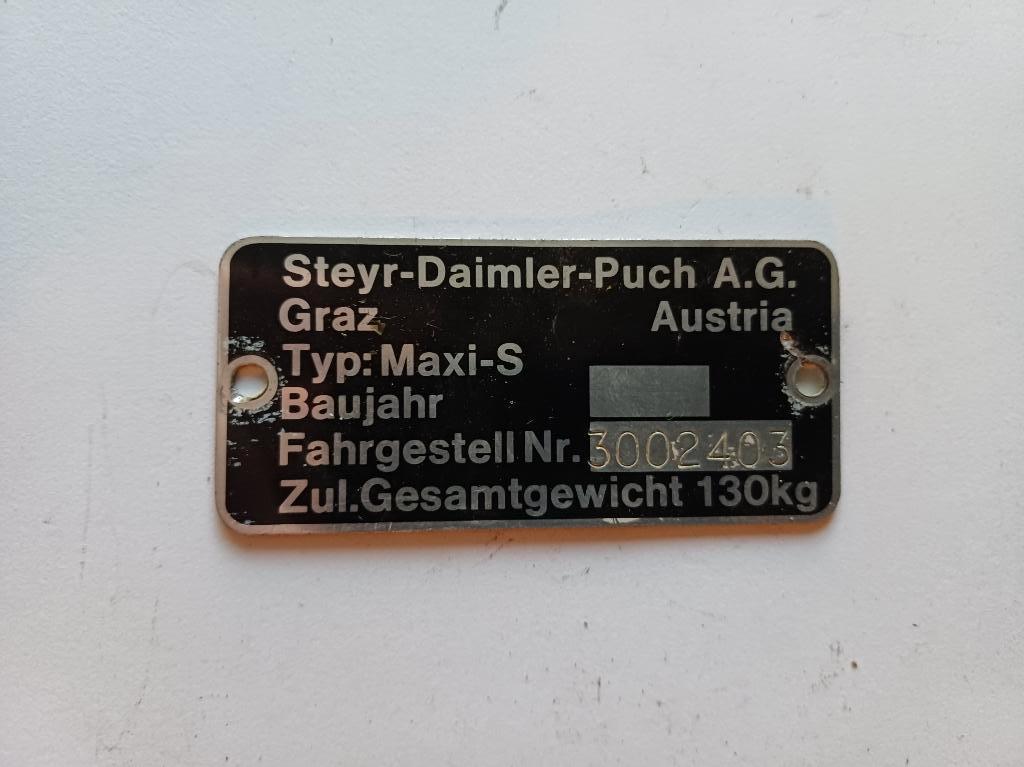 Steyr-Daimler-Puch A.G.
Graz Austria
Typ: Maxi-S
Baujahr
Fahrgestell Nr. 3002403
Zul.Gesamtgewicht 130kg